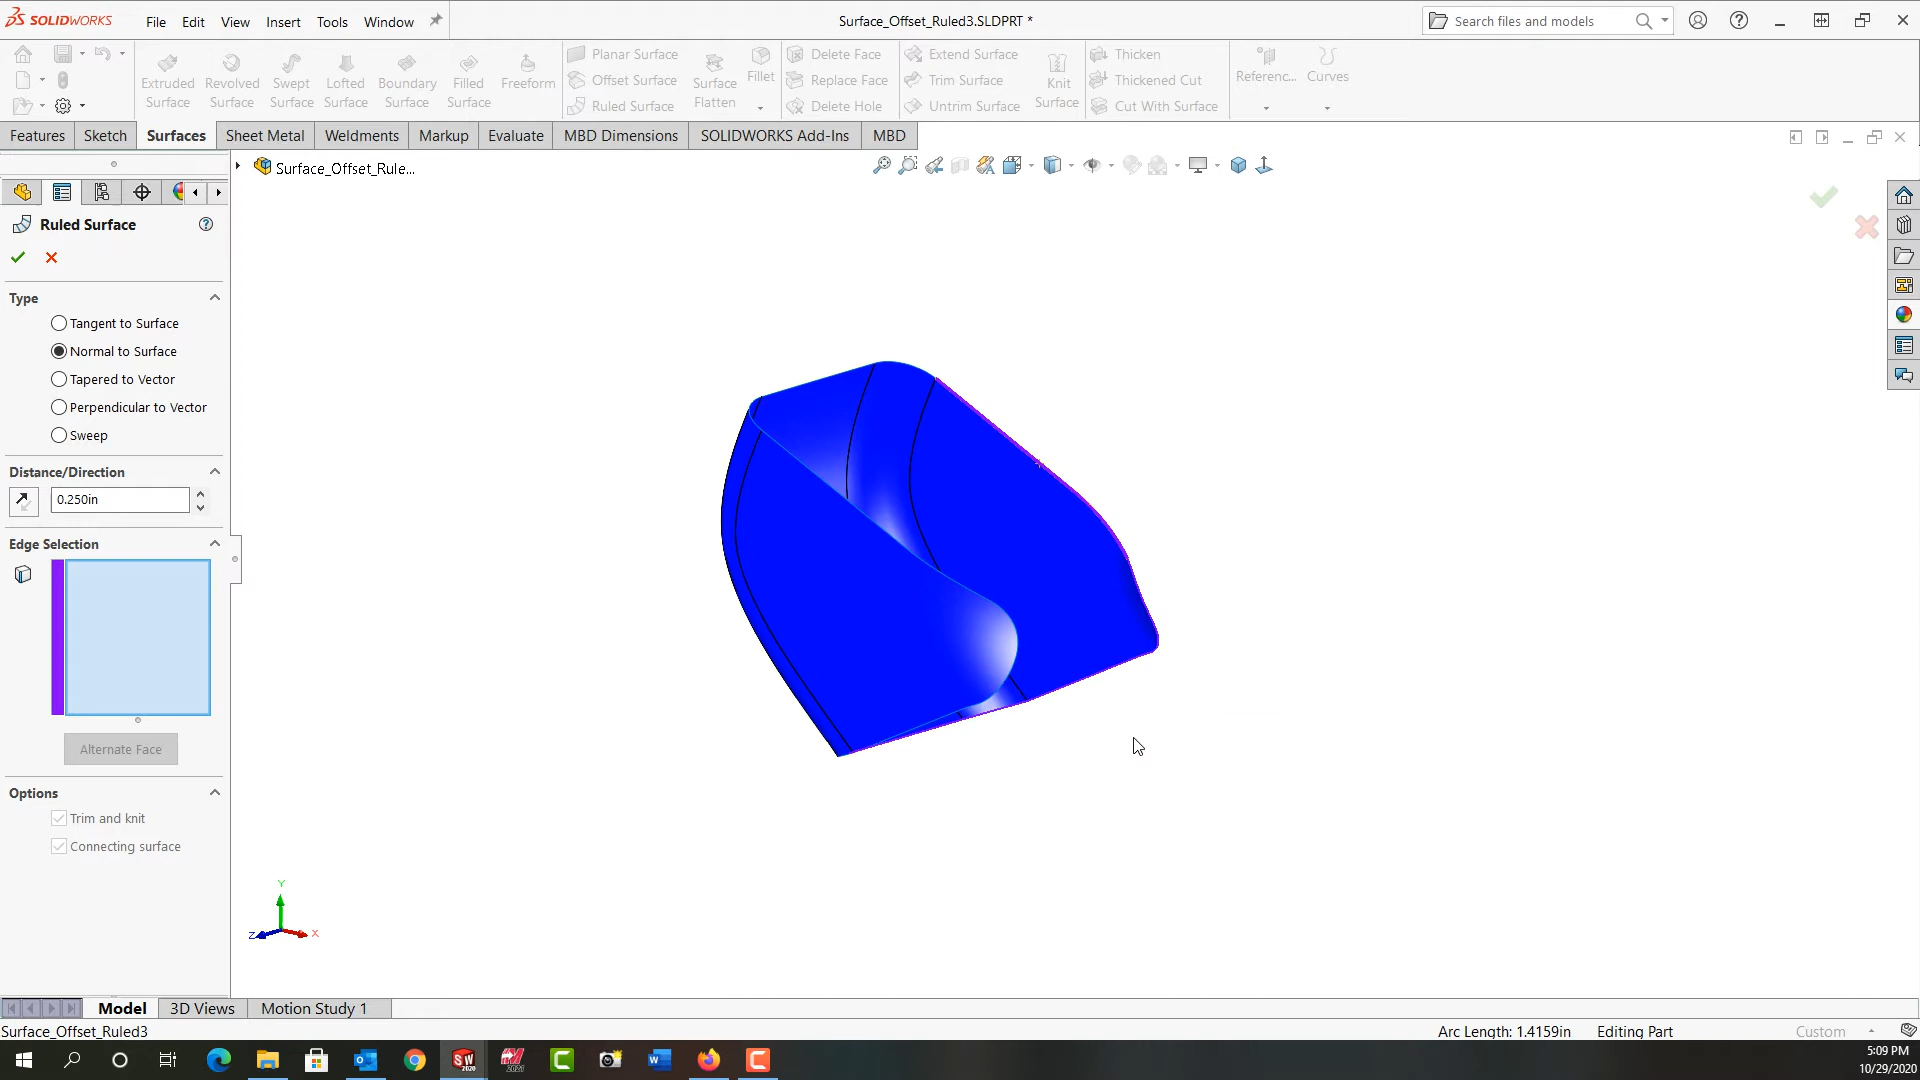 SOLIDWORKS File Edit View Insert Tools Window Surface_Offset_Ruled3.SLDPRT * Search files and models
Extruded Surface
Revolved Surface
Swept Surface
Lofted Surface
Boundary Surface
Filled Surface
Freeform
Planar Surface
Offset Surface
Ruled Surface
Surface Flatten
Fillet
Delete Face
Replace Face
Delete Hole
Extend Surface
Trim Surface
Untrim Surface
Knit Surface
Thicken
Thickened Cut
Cut With Surface
Referenc...
Curves
Features Sketch Surfaces Sheet Metal Weldments Markup Evaluate MBD Dimensions SOLIDWORKS Add-Ins MBD
Surface_Offset_Rule...
Ruled Surface
Type
Tangent to Surface
Normal to Surface
Tapered to Vector
Perpendicular to Vector
Sweep
Distance/Direction
0.250in
Edge Selection
Alternate Face
Options
Trim and knit
Connecting surface
Y
Z X
Model 3D Views Motion Study 1
Surface_Offset_Ruled3 Arc Length: 1.4159in Editing Part Custom
SW 2020
5:09 PM
10/29/2020